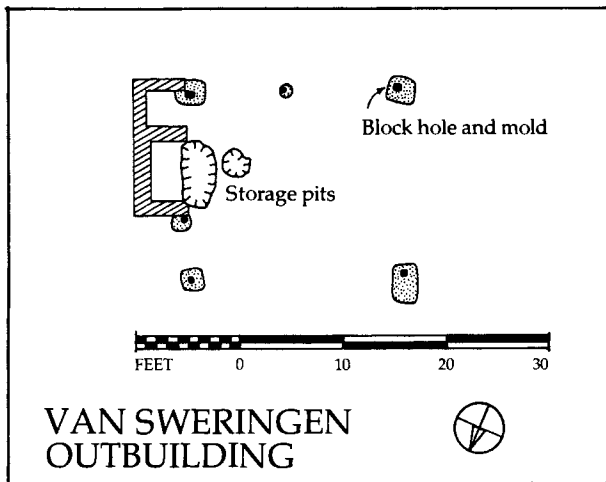 Block hole and mold
Storage pits
FEET 0 10 20 30
VAN SWERINGEN
OUTBUILDING